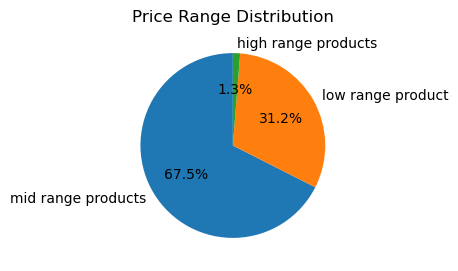 Price Range Distribution
high range products
1.3%
low range product
31.2%
67.5%
mid range products